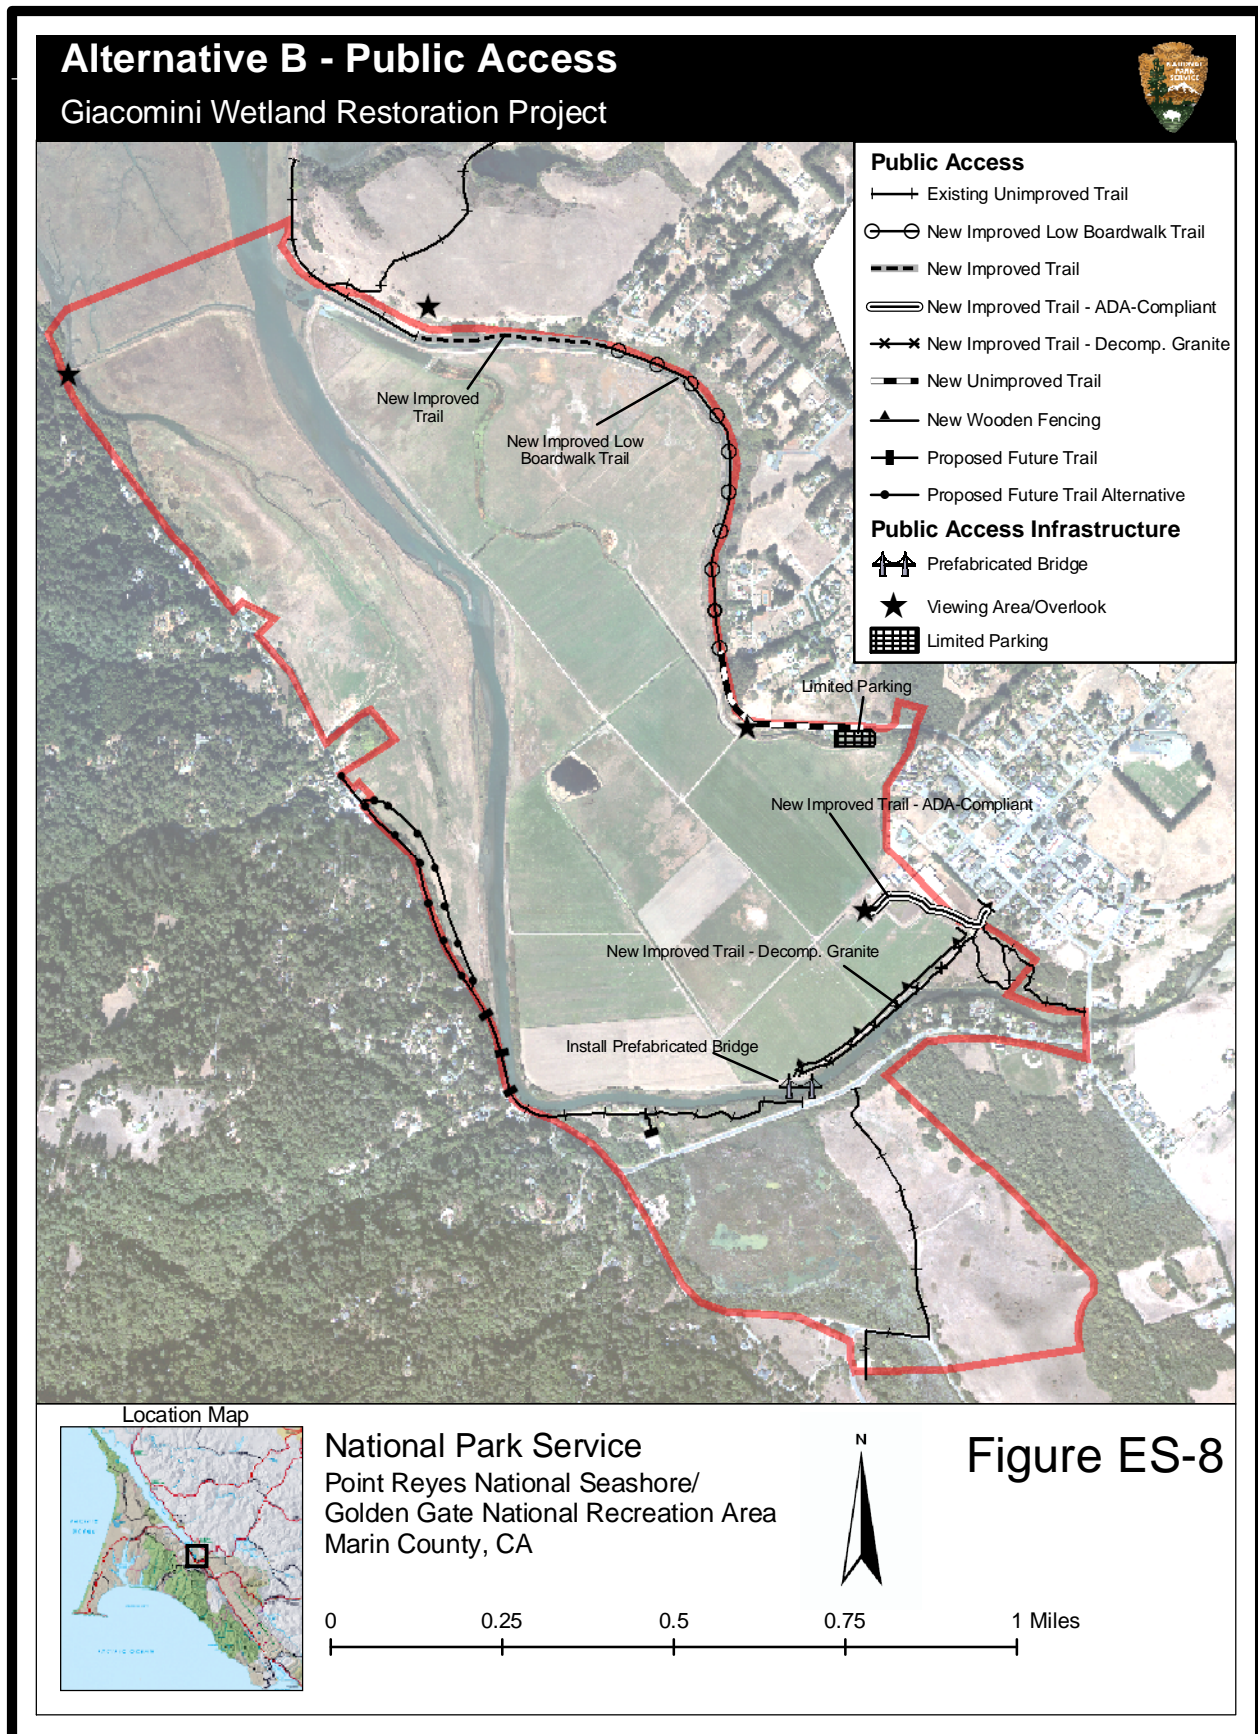 Alternative B - Public Access
Giacomini Wetland Restoration Project
NATIONAL
PARK
SERVICE
Public Access
Existing Unimproved Trail
New Improved Low Boardwalk Trail
New Improved Trail
New Improved Trail - ADA-Compliant
New Improved Trail - Decomp. Granite
New Unimproved Trail
New Wooden Fencing
Proposed Future Trail
Proposed Future Trail Alternative
Public Access Infrastructure
Prefabricated Bridge
Viewing Area/Overlook
Limited Parking
New Improved
Trail
New Improved Low
Boardwalk Trail
Limited Parking
New Improved Trail - ADA-Compliant
New Improved Trail - Decomp. Granite
Install Prefabricated Bridge
Location Map
PACIFIC OCEAN
National Park Service
Point Reyes National Seashore/
Golden Gate National Recreation Area
Marin County, CA
N
Figure ES-8
0 0.25 0.5 0.75 1 Miles